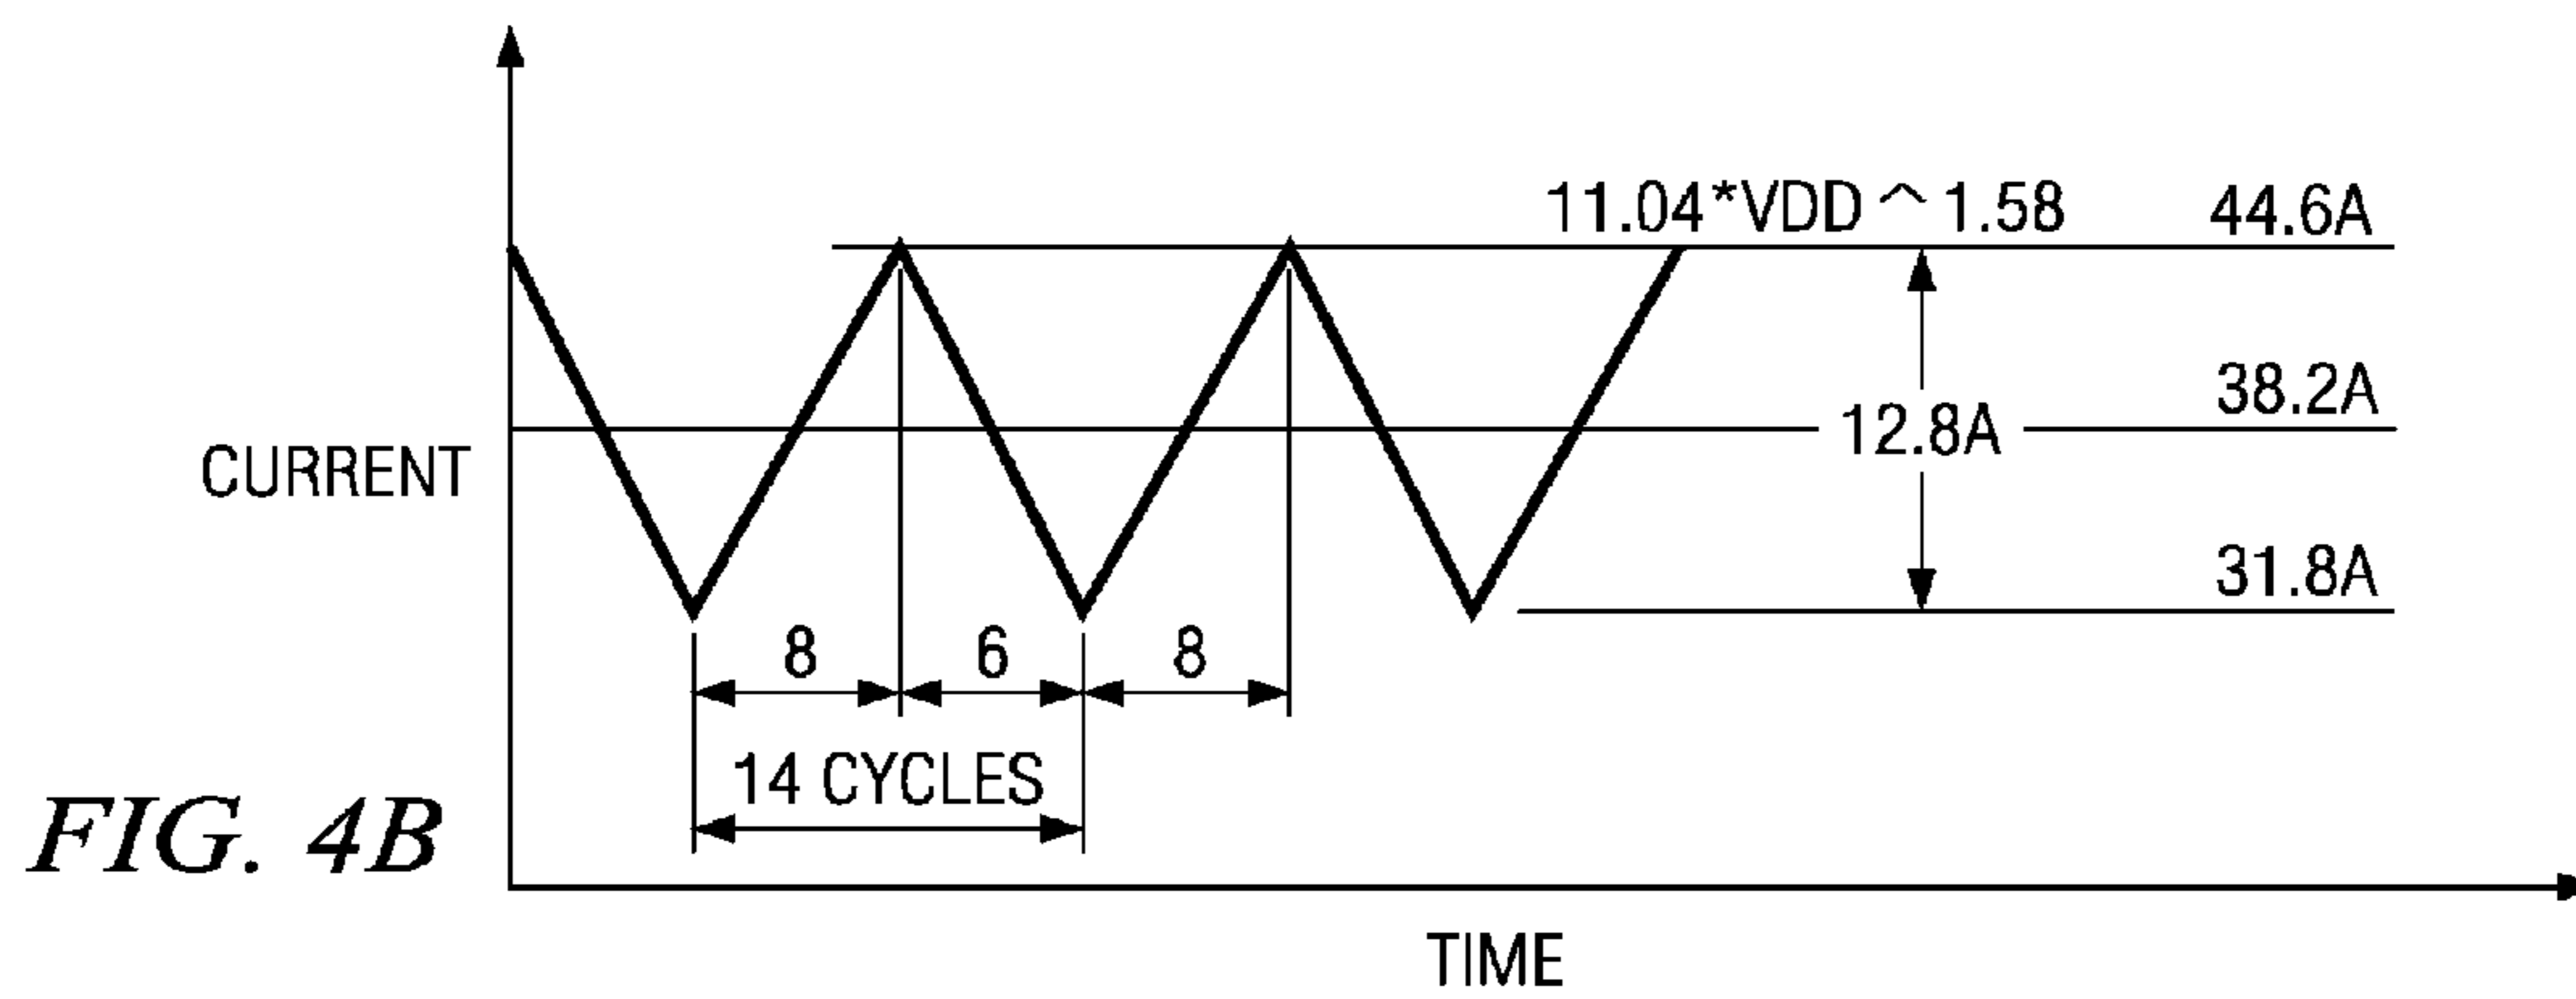 11.04*VDD^1.58 44.6A
38.2A
12.8A
CURRENT
31.8A
8 6 8
14 CYCLES
FIG. 4B
TIME